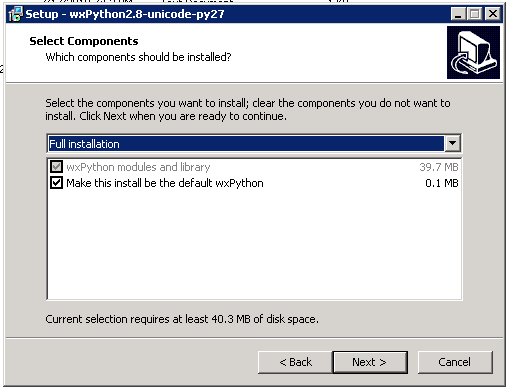 Setup - wxPython2.8-unicode-py27
Select Components
Which components should be installed?
Select the components you want to install; clear the components you do not want to
install. Click Next when you are ready to continue.
Full installation
wxPython modules and library 39.7 MB
Make this install be the default wxPython 0.1 MB
Current selection requires at least 40.3 MB of disk space.
< Back Next > Cancel